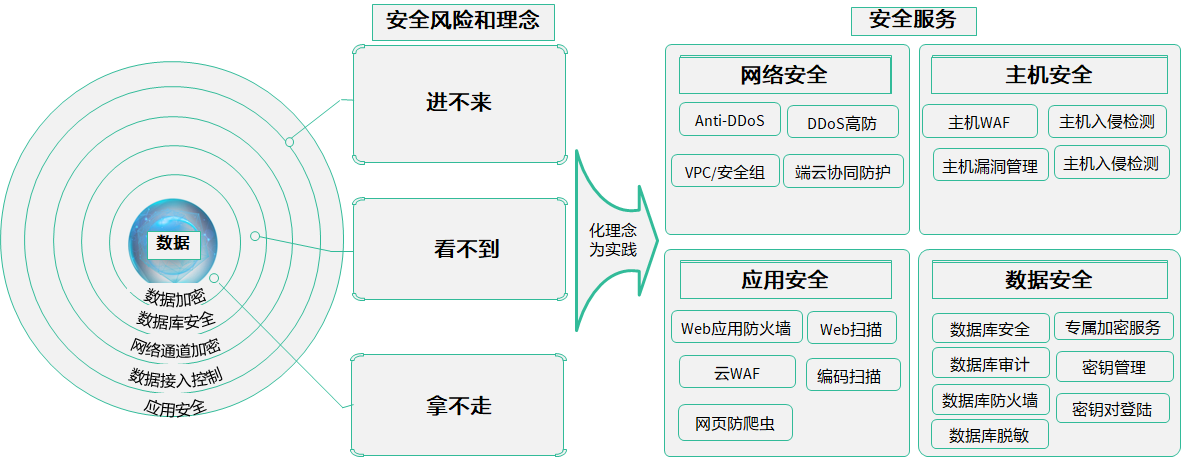 数据
数据加密
数据库安全
网络通道加密
数据接入控制
应用安全
安全风险和理念
进不来
看不到
拿不走
化理念
为实践
安全服务
网络安全
Anti-DDoS
DDoS高防
VPC/安全组
端云协同防护
主机安全
主机WAF
主机入侵检测
主机漏洞管理
主机入侵检测
应用安全
Web应用防火墙
Web扫描
云WAF
编码扫描
网页防爬虫
数据安全
数据库安全
专属加密服务
数据库审计
密钥管理
数据库防火墙
密钥对登陆
数据库脱敏